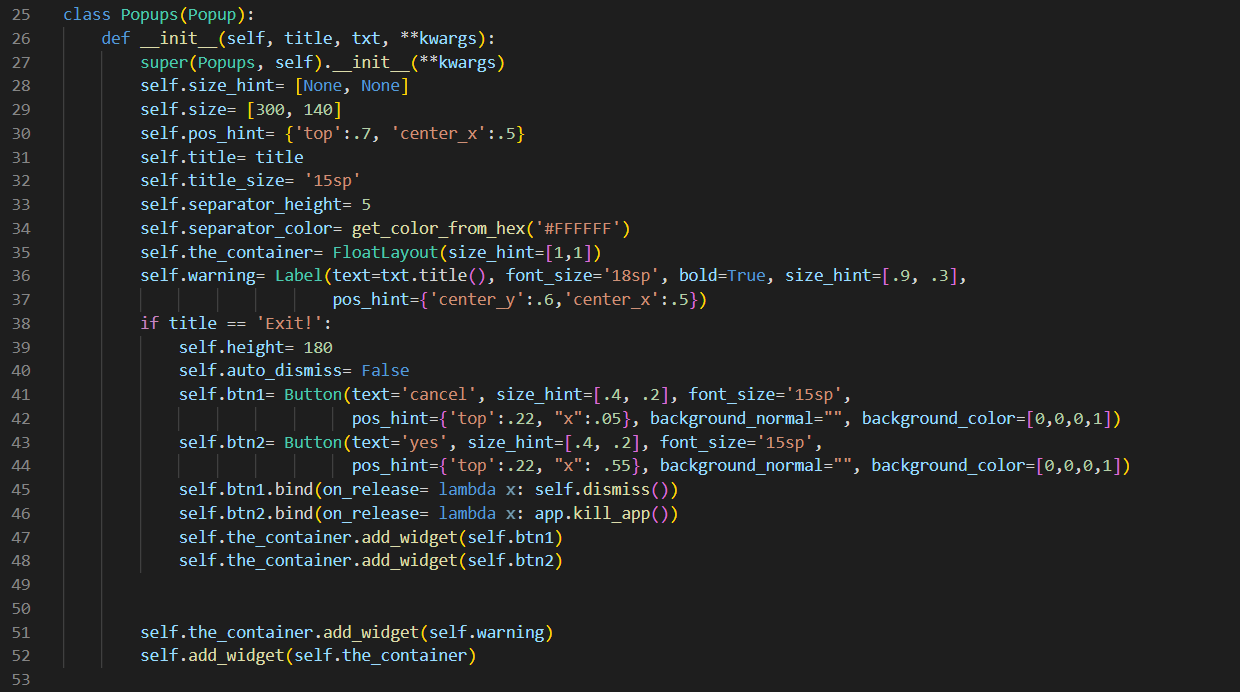 25 class Popups(Popup):
26     def __init__(self, title, txt, **kwargs):
27         super(Popups, self).__init__(**kwargs)
28         self.size_hint= [None, None]
29         self.size= [300, 140]
30         self.pos_hint= {'top':.7, 'center_x':.5}
31         self.title= title
32         self.title_size= '15sp'
33         self.separator_height= 5
34         self.separator_color= get_color_from_hex('#FFFFFF')
35         self.the_container= FloatLayout(size_hint=[1,1])
36         self.warning= Label(text=txt.title(), font_size='18sp', bold=True, size_hint=[.9, .3],
37                             pos_hint={'center_y':.6,'center_x':.5})
38         if title == 'Exit!':
39             self.height= 180
40             self.auto_dismiss= False
41             self.btn1= Button(text='cancel', size_hint=[.4, .2], font_size='15sp',
42                               pos_hint={'top':.22, "x":.05}, background_normal="", background_color=[0,0,0,1])
43             self.btn2= Button(text='yes', size_hint=[.4, .2], font_size='15sp',
44                               pos_hint={'top':.22, "x": .55}, background_normal="", background_color=[0,0,0,1])
45             self.btn1.bind(on_release= lambda x: self.dismiss())
46             self.btn2.bind(on_release= lambda x: app.kill_app())
47             self.the_container.add_widget(self.btn1)
48             self.the_container.add_widget(self.btn2)
49
50
51         self.the_container.add_widget(self.warning)
52         self.add_widget(self.the_container)
53